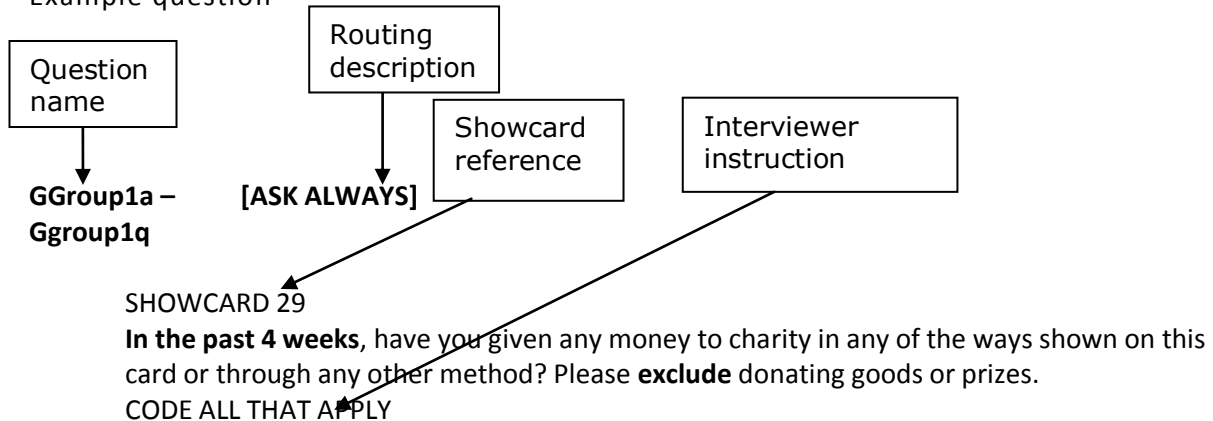 Example question
Routing
description
Question
name
Showcard
reference
Interviewer
instruction
GGroup1a –
[ASK ALWAYS]
Ggroup1q
SHOWCARD 29
In the past 4 weeks, have you given any money to charity in any of the ways shown on this
card or through any other method? Please exclude donating goods or prizes.
CODE ALL THAT APPLY